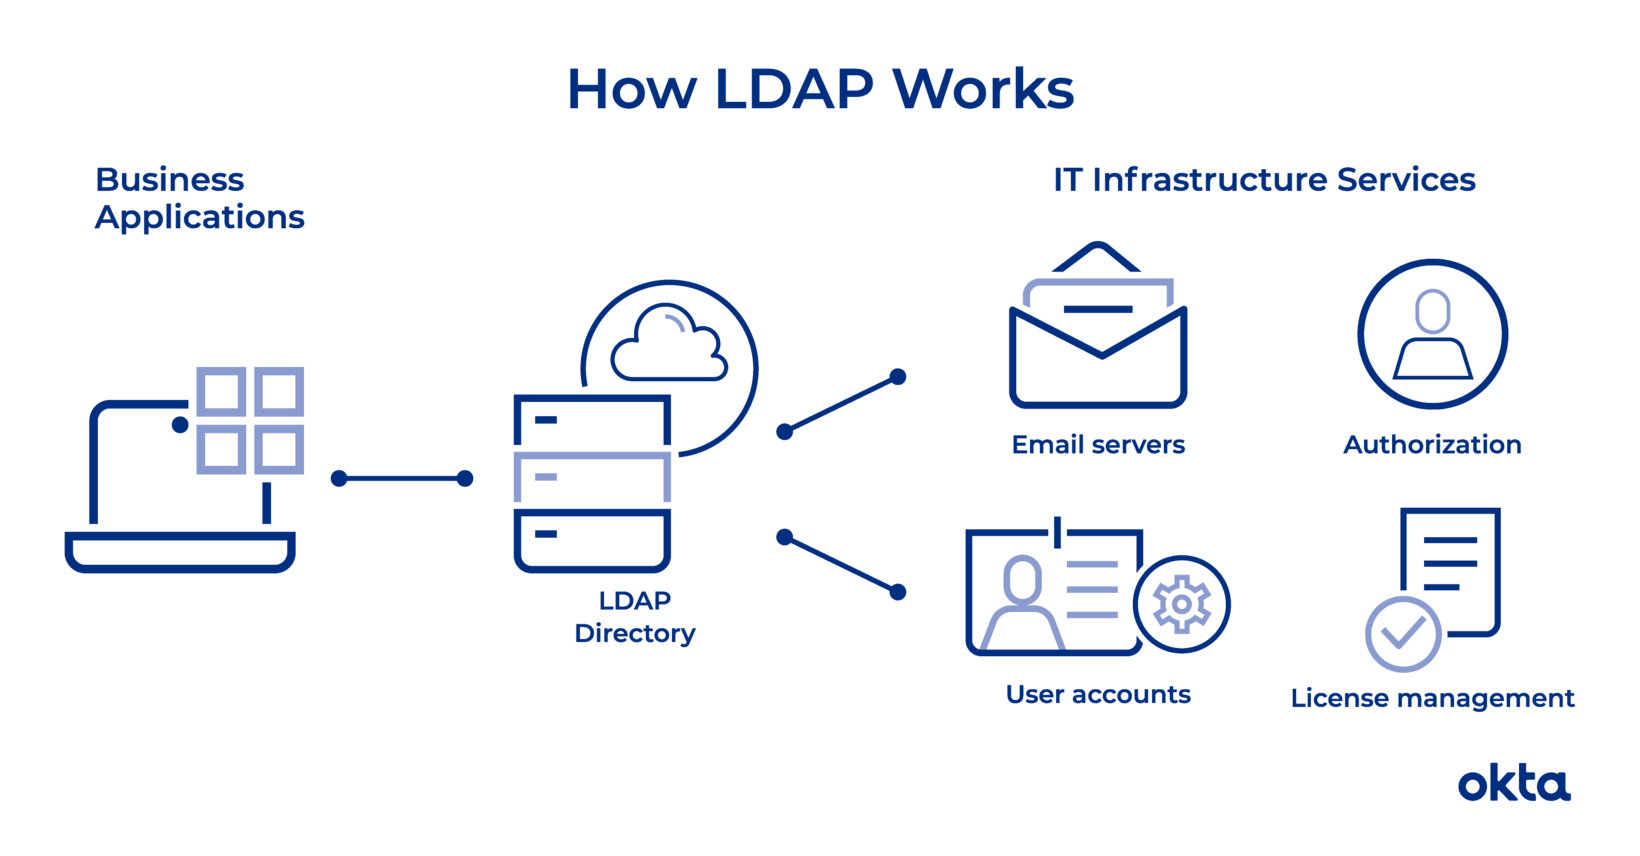 How LDAP Works
Business
Applications
IT Infrastructure Services
Email servers
Authorization
LDAP
Directory
User accounts
License management
okta